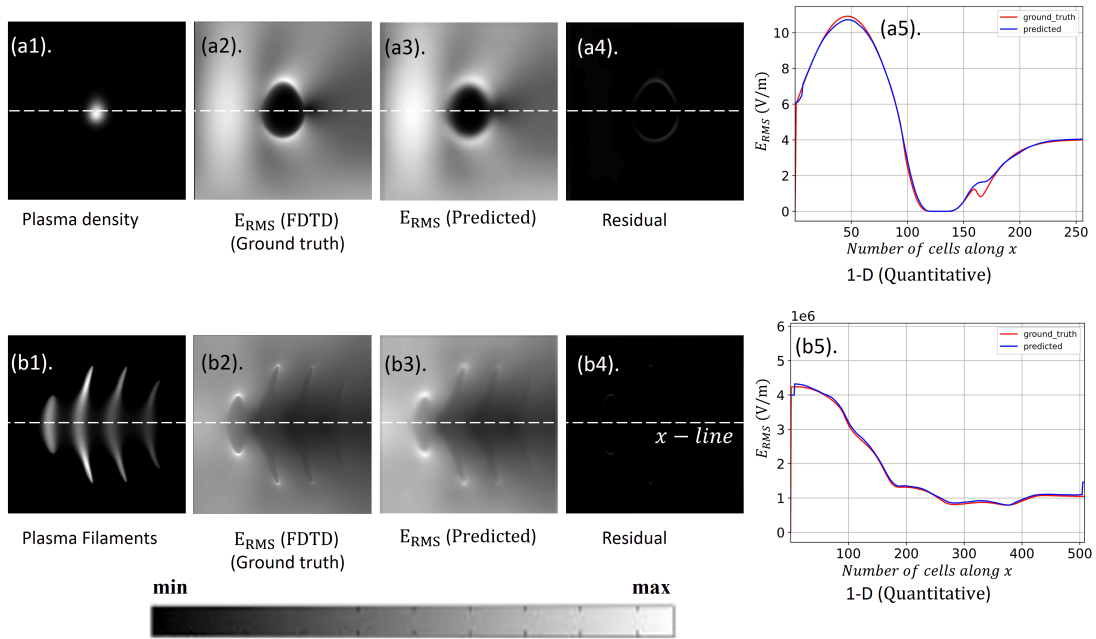 (a1).
(a2).
(a3).
(a4).
Plasma density
E_RMS (FDTD)
(Ground truth)
E_RMS (Predicted)
Residual
(a5).
ground_truth
predicted
E_RMS (V/m)
10
8
6
4
2
0
50
100
150
200
250
Number of cells along x
1-D (Quantitative)
(b1).
(b2).
(b3).
(b4).
x − line
Plasma Filaments
E_RMS (FDTD)
(Ground truth)
E_RMS (Predicted)
Residual
1e6
(b5).
ground_truth
predicted
E_RMS (V/m)
6
5
4
3
2
1
0
100
200
300
400
500
Number of cells along x
1-D (Quantitative)
min
max